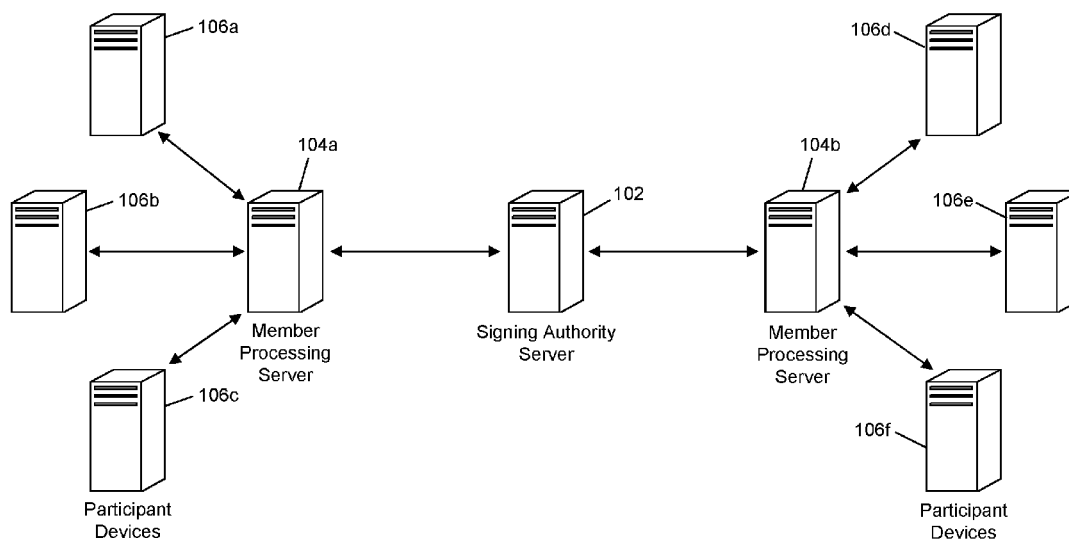 106a
106d
104a
104b
106b
102
106e
Member
Processing
Server
Signing Authority
Server
Member
Processing
Server
106c
106f
Participant
Devices
Participant
Devices